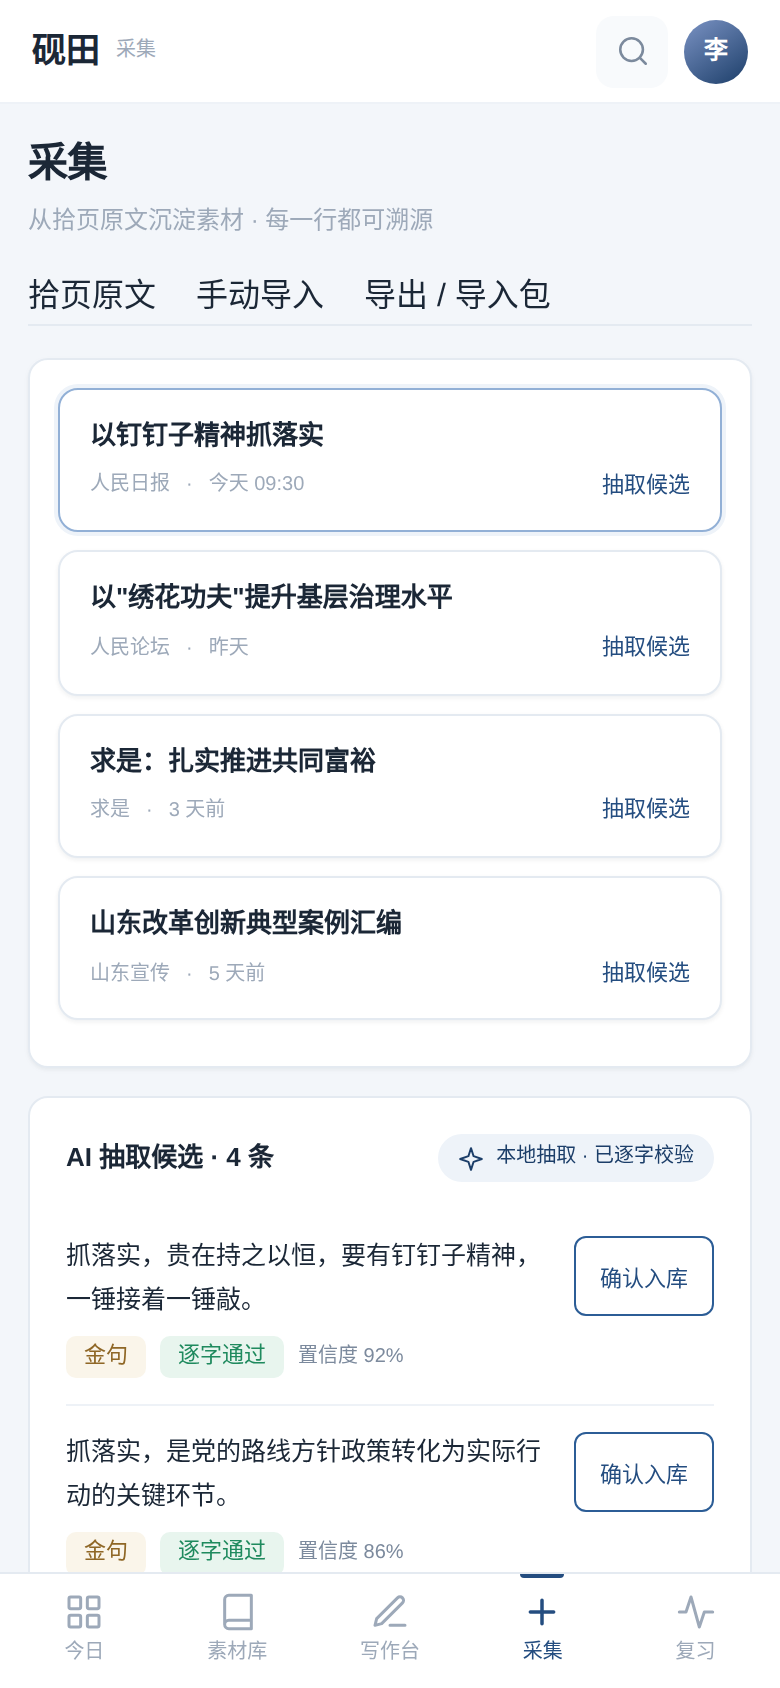 砚田 采集
李
采集
从拾页原文沉淀素材 · 每一行都可溯源
拾页原文 手动导入 导出 / 导入包
以钉钉子精神抓落实
人民日报 · 今天 09:30 抽取候选
以"绣花功夫"提升基层治理水平
人民论坛 · 昨天 抽取候选
求是：扎实推进共同富裕
求是 · 3 天前 抽取候选
山东改革创新典型案例汇编
山东宣传 · 5 天前 抽取候选
AI 抽取候选 · 4 条 本地抽取 · 已逐字校验
抓落实，贵在持之以恒，要有钉钉子精神，
一锤接着一锤敲。
确认入库
金句 逐字通过 置信度 92%
抓落实，是党的路线方针政策转化为实际行
动的关键环节。
确认入库
金句 逐字通过 置信度 86%
今日 素材库 写作台 采集 复习